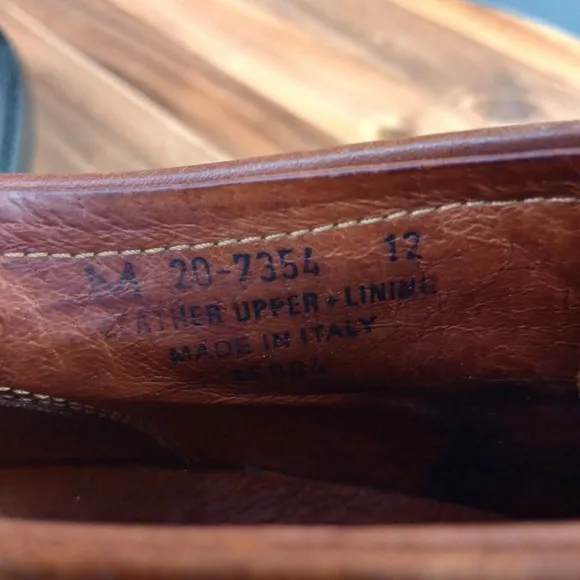 20-7354 12
LEATHER UPPER + LINING
MADE IN ITALY